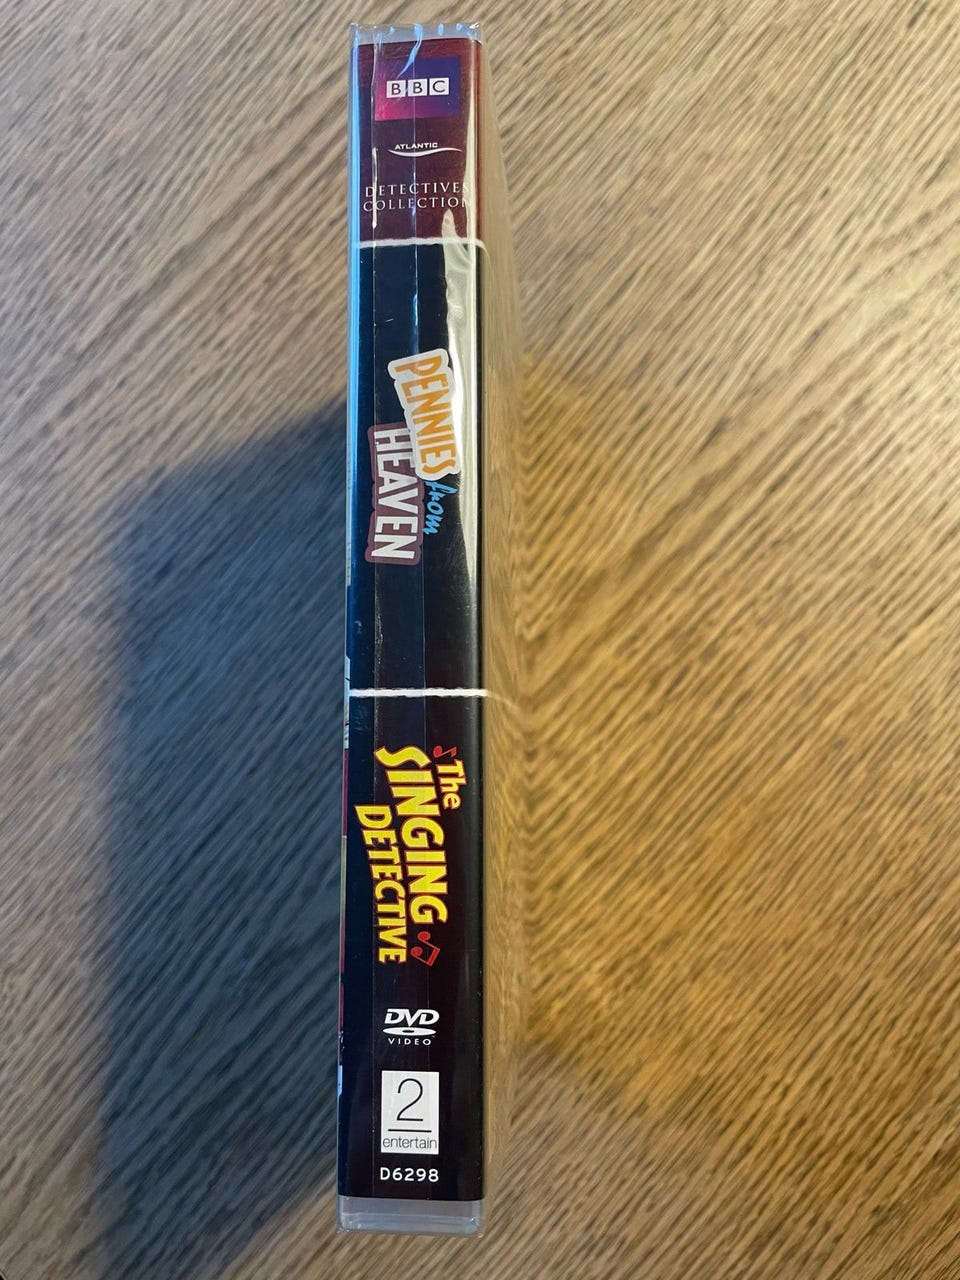 BBC
ATLANTIC
DETECTIVES
COLLECTION
PENNIES
from
HEAVEN
The
SINGING
DETECTIVE
DVD
VIDEO
2
entertain
D6298